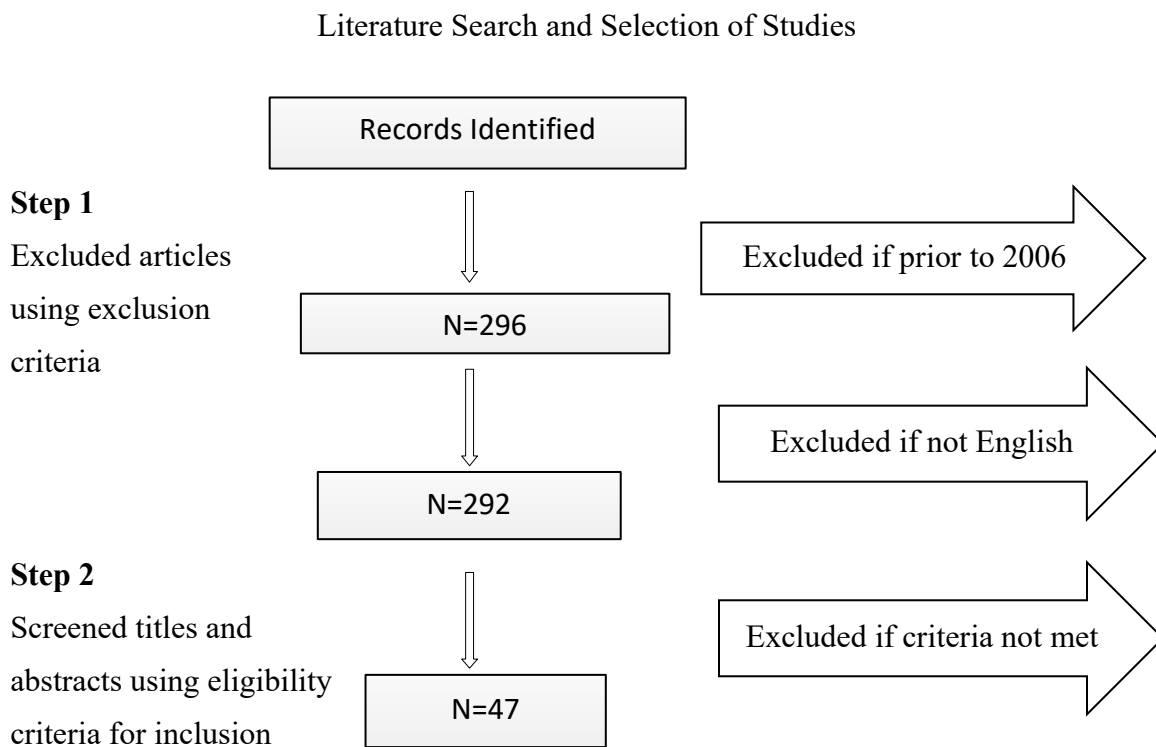 Literature Search and Selection of Studies
Records Identified
Step 1
Excluded articles
using exclusion
criteria
Excluded if prior to 2006
N=296
Excluded if not English
N=292
Step 2
Screened titles and
abstracts using eligibility
criteria for inclusion
Excluded if criteria not met
N=47